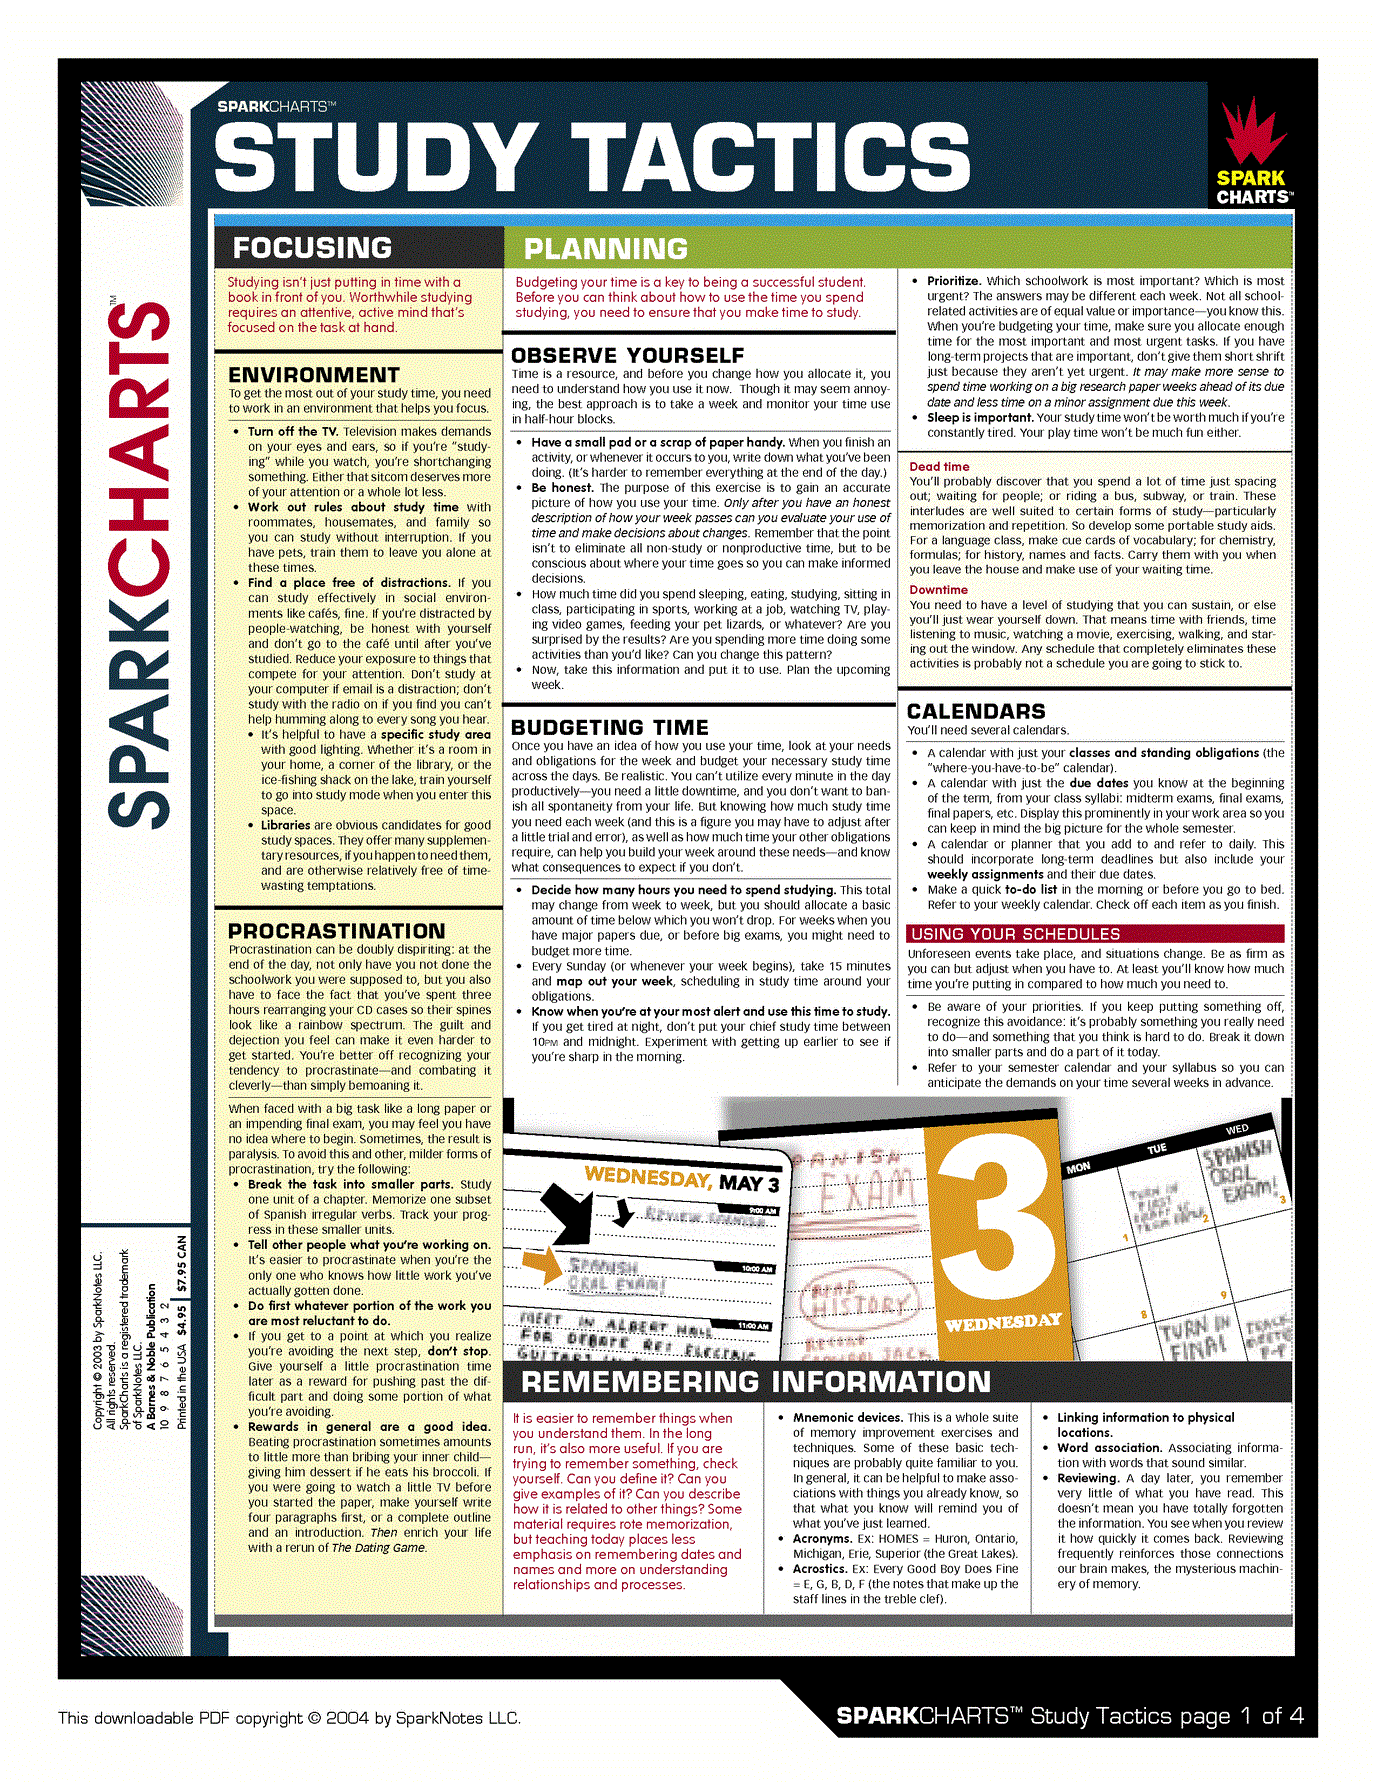 SPARKCHARTS™
STUDY TACTICS
SPARK
CHARTS™
SPARKCHARTS™
Copyright © 2003 by SparkNotes LLC.
All rights reserved.
SparkCharts is a registered trademark
of SparkNotes LLC.
A Barnes & Noble Publication
10 9 8 7 6 5 4 3 2
Printed in the USA $4.95 $7.95 CAN
FOCUSING
Studying isn't just putting in time with a
book in front of you. Worthwhile studying
requires an attentive, active mind that's
focused on the task at hand.
ENVIRONMENT
To get the most out of your study time, you need
to work in an environment that helps you focus.
• Turn off the TV. Television makes demands
on your eyes and ears, so if you're "study-
ing" while you watch, you're shortchanging
something. Either that sitcom deserves more
of your attention or a whole lot less.
• Work out rules about study time with
roommates, housemates, and family so
you can study without interruption. If you
have pets, train them to leave you alone at
these times.
• Find a place free of distractions. If you
can study effectively in social environ-
ments like cafés, fine. If you're distracted by
people-watching, be honest with yourself
and don't go to the café until after you've
studied. Reduce your exposure to things that
compete for your attention. Don't study at
your computer if email is a distraction; don't
study with the radio on if you find you can't
help humming along to every song you hear.
• It's helpful to have a specific study area
with good lighting. Whether it's a room in
your home, a corner of the library, or the
ice-fishing shack on the lake, train yourself
to go into study mode when you enter this
space.
• Libraries are obvious candidates for good
study spaces. They offer many supplemen-
tary resources, if you happen to need them,
and are otherwise relatively free of time-
wasting temptations.
PROCRASTINATION
Procrastination can be doubly dispiriting: at the
end of the day, not only have you not done the
schoolwork you were supposed to, but you also
have to face the fact that you've spent three
hours rearranging your CD cases so their spines
look like a rainbow spectrum. The guilt and
dejection you feel can make it even harder to
get started. You're better off recognizing your
tendency to procrastinate—and combating it
cleverly—than simply bemoaning it.
When faced with a big task like a long paper or
an impending final exam, you may feel you have
no idea where to begin. Sometimes, the result is
paralysis. To avoid this and other, milder forms of
procrastination, try the following:
• Break the task into smaller parts. Study
one unit of a chapter. Memorize one subset
of Spanish irregular verbs. Track your prog-
ress in these smaller units.
• Tell other people what you're working on.
It's easier to procrastinate when you're the
only one who knows how little work you've
actually gotten done.
• Do first whatever portion of the work you
are most reluctant to do.
• If you get to a point at which you realize
you're avoiding the next step, don't stop.
Give yourself a little procrastination time
later as a reward for pushing past the dif-
ficult part and doing some portion of what
you're avoiding.
• Rewards in general are a good idea.
Beating procrastination sometimes amounts
to little more than bribing your inner child—
giving him dessert if he eats his broccoli. If
you were going to watch a little TV before
you started the paper, make yourself write
four paragraphs first, or a complete outline
and an introduction. Then enrich your life
with a rerun of The Dating Game.
PLANNING
Budgeting your time is a key to being a successful student.
Before you can think about how to use the time you spend
studying, you need to ensure that you make time to study.
OBSERVE YOURSELF
Time is a resource, and before you change how you allocate it, you
need to understand how you use it now. Though it may seem annoy-
ing, the best approach is to take a week and monitor your time use
in half-hour blocks.
• Have a small pad or a scrap of paper handy. When you finish an
activity, or whenever it occurs to you, write down what you've been
doing. (It's harder to remember everything at the end of the day.)
• Be honest. The purpose of this exercise is to gain an accurate
picture of how you use your time. Only after you have an honest
description of how your week passes can you evaluate your use of
time and make decisions about changes. Remember that the point
isn't to eliminate all non-study or nonproductive time, but to be
conscious about where your time goes so you can make informed
decisions.
• How much time did you spend sleeping, eating, studying, sitting in
class, participating in sports, working at a job, watching TV, play-
ing video games, feeding your pet lizards, or whatever? Are you
surprised by the results? Are you spending more time doing some
activities than you'd like? Can you change this pattern?
• Now, take this information and put it to use. Plan the upcoming
week.
BUDGETING TIME
Once you have an idea of how you use your time, look at your needs
and obligations for the week and budget your necessary study time
across the days. Be realistic. You can't utilize every minute in the day
productively—you need a little downtime, and you don't want to ban-
ish all spontaneity from your life. But knowing how much study time
you need each week (and this is a figure you may have to adjust after
a little trial and error), as well as how much time your other obligations
require, can help you build your week around these needs—and know
what consequences to expect if you don't.
• Decide how many hours you need to spend studying. This total
may change from week to week, but you should allocate a basic
amount of time below which you won't drop. For weeks when you
have major papers due, or before big exams, you might need to
budget more time.
• Every Sunday (or whenever your week begins), take 15 minutes
and map out your week, scheduling in study time around your
obligations.
• Know when you're at your most alert and use this time to study.
If you get tired at night, don't put your chief study time between
10PM and midnight. Experiment with getting up earlier to see if
you're sharp in the morning.
• Prioritize. Which schoolwork is most important? Which is most
urgent? The answers may be different each week. Not all school-
related activities are of equal value or importance—you know this.
When you're budgeting your time, make sure you allocate enough
time for the most important and most urgent tasks. If you have
long-term projects that are important, don't give them short shrift
just because they aren't yet urgent. It may make more sense to
spend time working on a big research paper weeks ahead of its due
date and less time on a minor assignment due this week.
• Sleep is important. Your study time won't be worth much if you're
constantly tired. Your play time won't be much fun either.
Dead time
You'll probably discover that you spend a lot of time just spacing
out; waiting for people; or riding a bus, subway, or train. These
interludes are well suited to certain forms of study—particularly
memorization and repetition. So develop some portable study aids.
For a language class, make cue cards of vocabulary; for chemistry,
formulas; for history, names and facts. Carry them with you when
you leave the house and make use of your waiting time.
Downtime
You need to have a level of studying that you can sustain, or else
you'll just wear yourself down. That means time with friends, time
listening to music, watching a movie, exercising, walking, and star-
ing out the window. Any schedule that completely eliminates these
activities is probably not a schedule you are going to stick to.
CALENDARS
You'll need several calendars.
• A calendar with just your classes and standing obligations (the
"where-you-have-to-be" calendar).
• A calendar with just the due dates you know at the beginning
of the term, from your class syllabi: midterm exams, final exams,
final papers, etc. Display this prominently in your work area so you
can keep in mind the big picture for the whole semester.
• A calendar or planner that you add to and refer to daily. This
should incorporate long-term deadlines but also include your
weekly assignments and their due dates.
• Make a quick to-do list in the morning or before you go to bed.
Refer to your weekly calendar. Check off each item as you finish.
USING YOUR SCHEDULES
Unforeseen events take place, and situations change. Be as firm as
you can but adjust when you have to. At least you'll know how much
time you're putting in compared to how much you need to.
• Be aware of your priorities. If you keep putting something off,
recognize this avoidance: it's probably something you really need
to do—and something that you think is hard to do. Break it down
into smaller parts and do a part of it today.
• Refer to your semester calendar and your syllabus so you can
anticipate the demands on your time several weeks in advance.
WEDNESDAY, MAY 3
9:00 AM
REVIEW SPANISH
10:00 AM
SPANISH
ORAL EXAM!
11:00 AM
MEET IN ALBERT HALL
FOR DEBATE RE: ELECTRIC
GUITARS IN
SPANISH
EXAM
READ
HISTORY
RECORD
JACK
3
WEDNESDAY
MON
TUE
WED
TURN IN
FIRST
SPANISH
ORAL
EXAM!
1
2
3
8
9
TURN IN
FINAL
REMEMBERING INFORMATION
It is easier to remember things when
you understand them. In the long
run, it's also more useful. If you are
trying to remember something, check
yourself. Can you define it? Can you
give examples of it? Can you describe
how it is related to other things? Some
material requires rote memorization,
but teaching today places less
emphasis on remembering dates and
names and more on understanding
relationships and processes.
• Mnemonic devices. This is a whole suite
of memory improvement exercises and
techniques. Some of these basic tech-
niques are probably quite familiar to you.
In general, it can be helpful to make asso-
ciations with things you already know, so
that what you know will remind you of
what you've just learned.
• Acronyms. Ex: HOMES = Huron, Ontario,
Michigan, Erie, Superior (the Great Lakes).
• Acrostics. Ex: Every Good Boy Does Fine
= E, G, B, D, F (the notes that make up the
staff lines in the treble clef).
• Linking information to physical
locations.
• Word association. Associating informa-
tion with words that sound similar.
• Reviewing. A day later, you remember
very little of what you have read. This
doesn't mean you have totally forgotten
the information. You see when you review
it how quickly it comes back. Reviewing
frequently reinforces those connections
our brain makes, the mysterious machin-
ery of memory.
This downloadable PDF copyright © 2004 by SparkNotes LLC.
SPARKCHARTS™ Study Tactics page 1 of 4